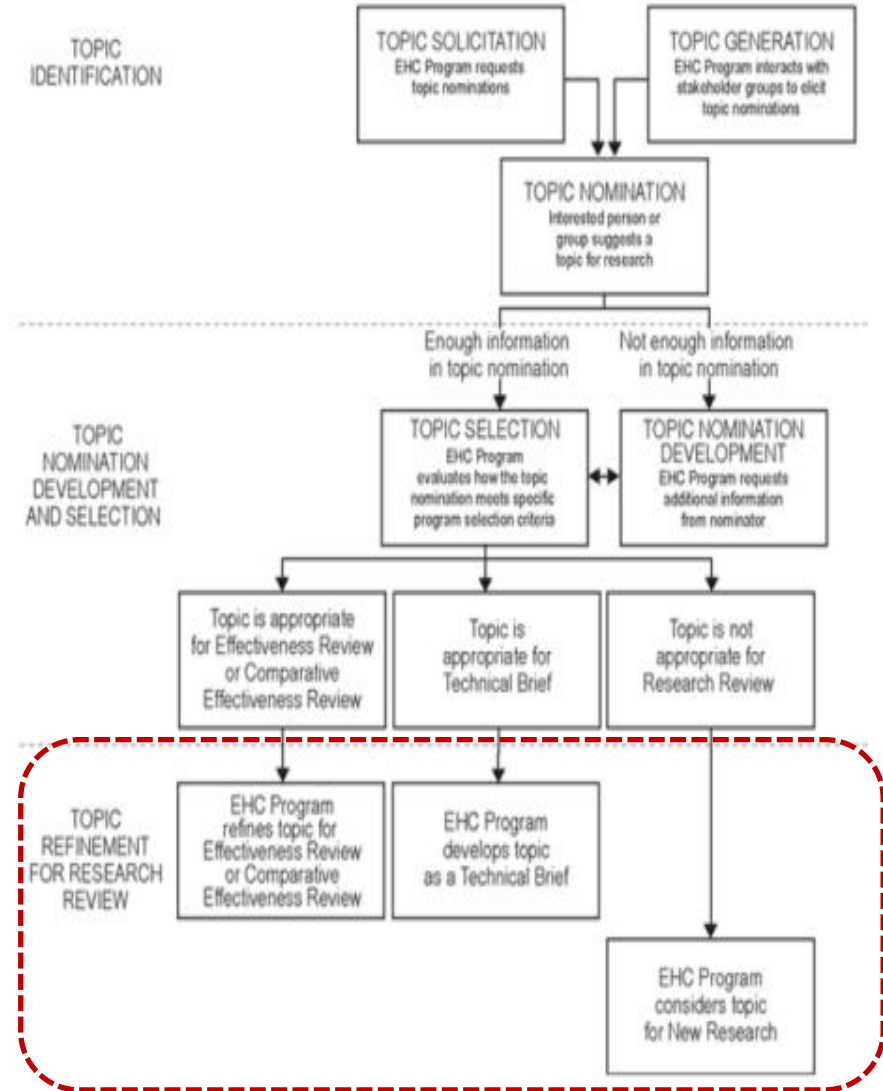 TOPIC
IDENTIFICATION
TOPIC SOLICITATION
EHC Program requests
topic nominations
TOPIC GENERATION
EHC Program interacts with
stakeholder groups to elicit
topic nominations
TOPIC NOMINATION
Interested person or
group suggests a
topic for research
Enough information
in topic nomination
Not enough information
in topic nomination
TOPIC
NOMINATION
DEVELOPMENT
AND SELECTION
TOPIC SELECTION
EHC Program
evaluates how the topic
nomination meets specific
program selection criteria
TOPIC NOMINATION
DEVELOPMENT
EHC Program requests
additional information
from nominator
Topic is appropriate
for Effectiveness Review
or Comparative
Effectiveness Review
Topic is
appropriate for
Technical Brief
Topic is not
appropriate for
Research Review
TOPIC
REFINEMENT
FOR RESEARCH
REVIEW
EHC Program
refines topic for
Effectiveness Review
or Comparative
Effectiveness Review
EHC Program
develops topic
as a Technical Brief
EHC Program
considers topic
for New Research